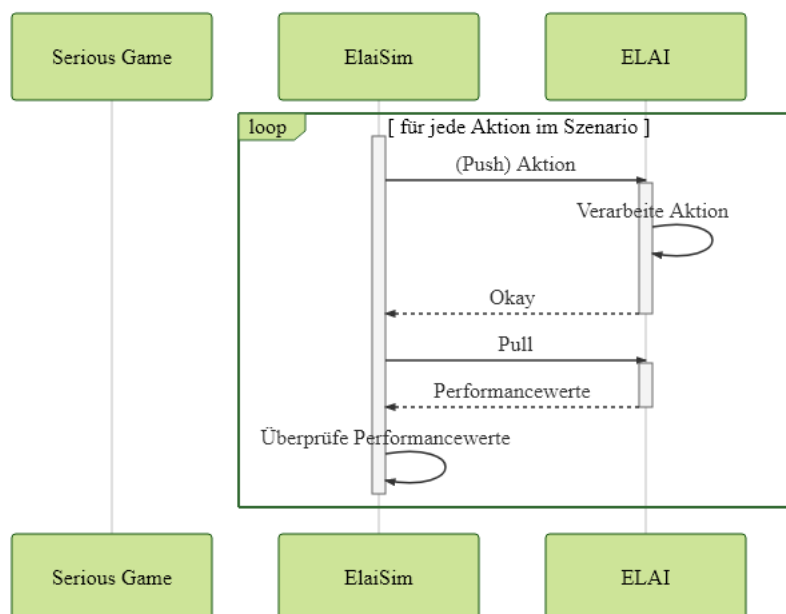 Serious Game
ElaiSim
ELAI
loop
[ für jede Aktion im Szenario ]
(Push) Aktion
Verarbeite Aktion
Okay
Pull
Performancewerte
Überprüfe Performancewerte
Serious Game
ElaiSim
ELAI